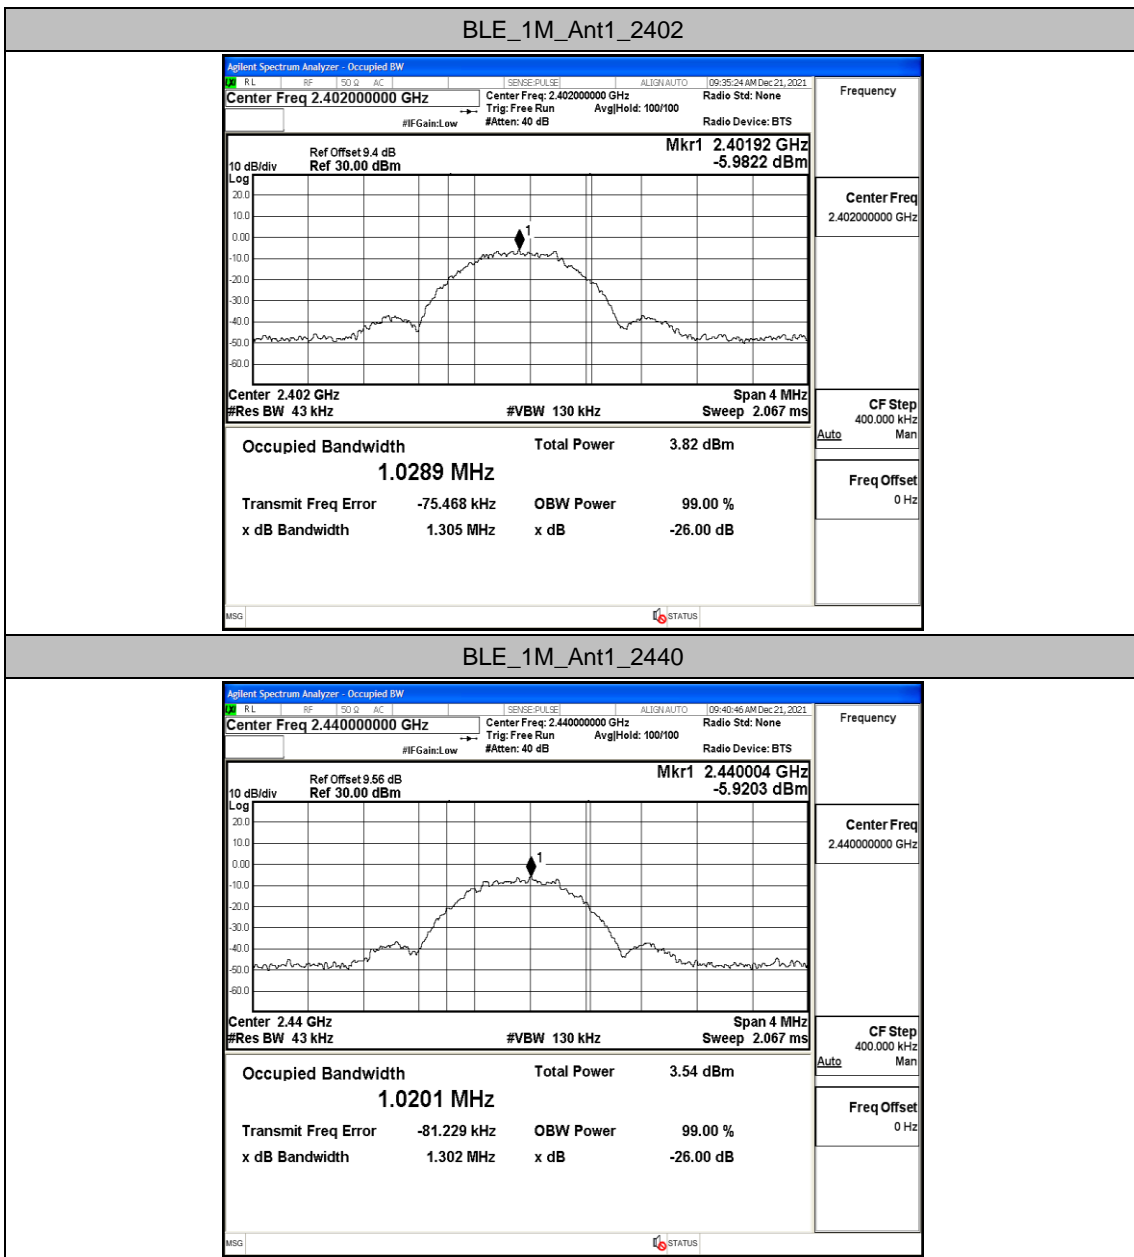 BLE_1M_Ant1_2402
Agilent Spectrum Analyzer - Occupied BW
LXI RL RF 50 Ω AC SENSE:PULSE ALIGN AUTO 09:35:24 AM Dec 21, 2021
Center Freq 2.402000000 GHz Center Freq: 2.402000000 GHz Radio Std: None Frequency
Trig: Free Run Avg|Hold: 100/100
#IFGain:Low #Atten: 40 dB Radio Device: BTS
Mkr1 2.40192 GHz
Ref Offset 9.4 dB
-5.9822 dBm
10 dB/div Ref 30.00 dBm
Log
20.0
10.0
0.00
-10.0
-20.0
-30.0
-40.0
-50.0
-60.0
1
Center Freq
2.402000000 GHz
Center 2.402 GHz Span 4 MHz
#Res BW 43 kHz #VBW 130 kHz Sweep 2.067 ms
CF Step
400.000 kHz
Auto Man
Occupied Bandwidth Total Power 3.82 dBm
1.0289 MHz
Freq Offset
0 Hz
Transmit Freq Error -75.468 kHz OBW Power 99.00 %
x dB Bandwidth 1.305 MHz x dB -26.00 dB
MSG STATUS
BLE_1M_Ant1_2440
Agilent Spectrum Analyzer - Occupied BW
LXI RL RF 50 Ω AC SENSE:PULSE ALIGN AUTO 09:40:46 AM Dec 21, 2021
Center Freq 2.440000000 GHz Center Freq: 2.440000000 GHz Radio Std: None Frequency
Trig: Free Run Avg|Hold: 100/100
#IFGain:Low #Atten: 40 dB Radio Device: BTS
Mkr1 2.440004 GHz
Ref Offset 9.56 dB
-5.9203 dBm
10 dB/div Ref 30.00 dBm
Log
20.0
10.0
0.00
-10.0
-20.0
-30.0
-40.0
-50.0
-60.0
1
Center Freq
2.440000000 GHz
Center 2.44 GHz Span 4 MHz
#Res BW 43 kHz #VBW 130 kHz Sweep 2.067 ms
CF Step
400.000 kHz
Auto Man
Occupied Bandwidth Total Power 3.54 dBm
1.0201 MHz
Freq Offset
0 Hz
Transmit Freq Error -81.229 kHz OBW Power 99.00 %
x dB Bandwidth 1.302 MHz x dB -26.00 dB
MSG STATUS